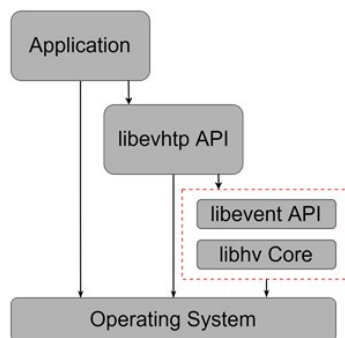 Application
libevhtp API
libevent API
libhv Core
Operating System